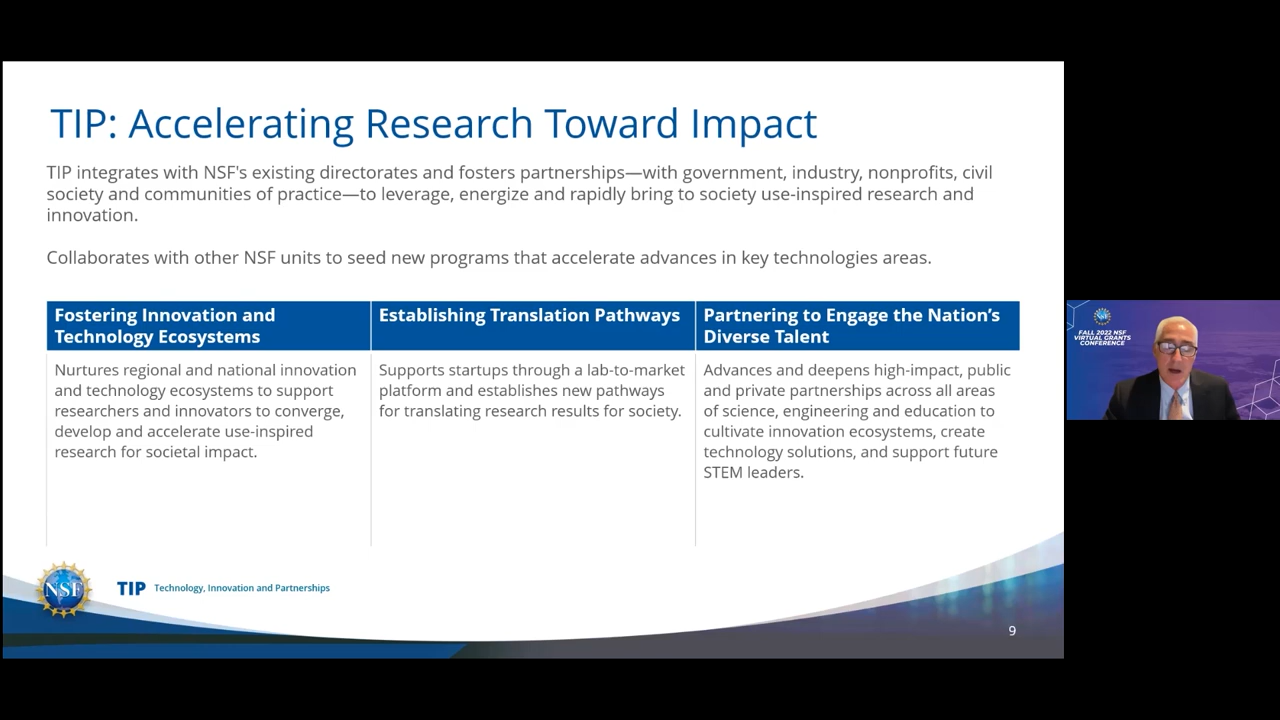 TIP: Accelerating Research Toward Impact
TIP integrates with NSF's existing directorates and fosters partnerships—with government, industry, nonprofits, civil
society and communities of practice—to leverage, energize and rapidly bring to society use-inspired research and
innovation.
Collaborates with other NSF units to seed new programs that accelerate advances in key technologies areas.
Fostering Innovation and
Technology Ecosystems
Nurtures regional and national innovation
and technology ecosystems to support
researchers and innovators to converge,
develop and accelerate use-inspired
research for societal impact.
Establishing Translation Pathways
Supports startups through a lab-to-market
platform and establishes new pathways
for translating research results for society.
Partnering to Engage the Nation's
Diverse Talent
Advances and deepens high-impact, public
and private partnerships across all areas
of science, engineering and education to
cultivate innovation ecosystems, create
technology solutions, and support future
STEM leaders.
NSF
TIP Technology, Innovation and Partnerships
9
NSF
FALL 2022 NSF
VIRTUAL GRANTS
CONFERENCE